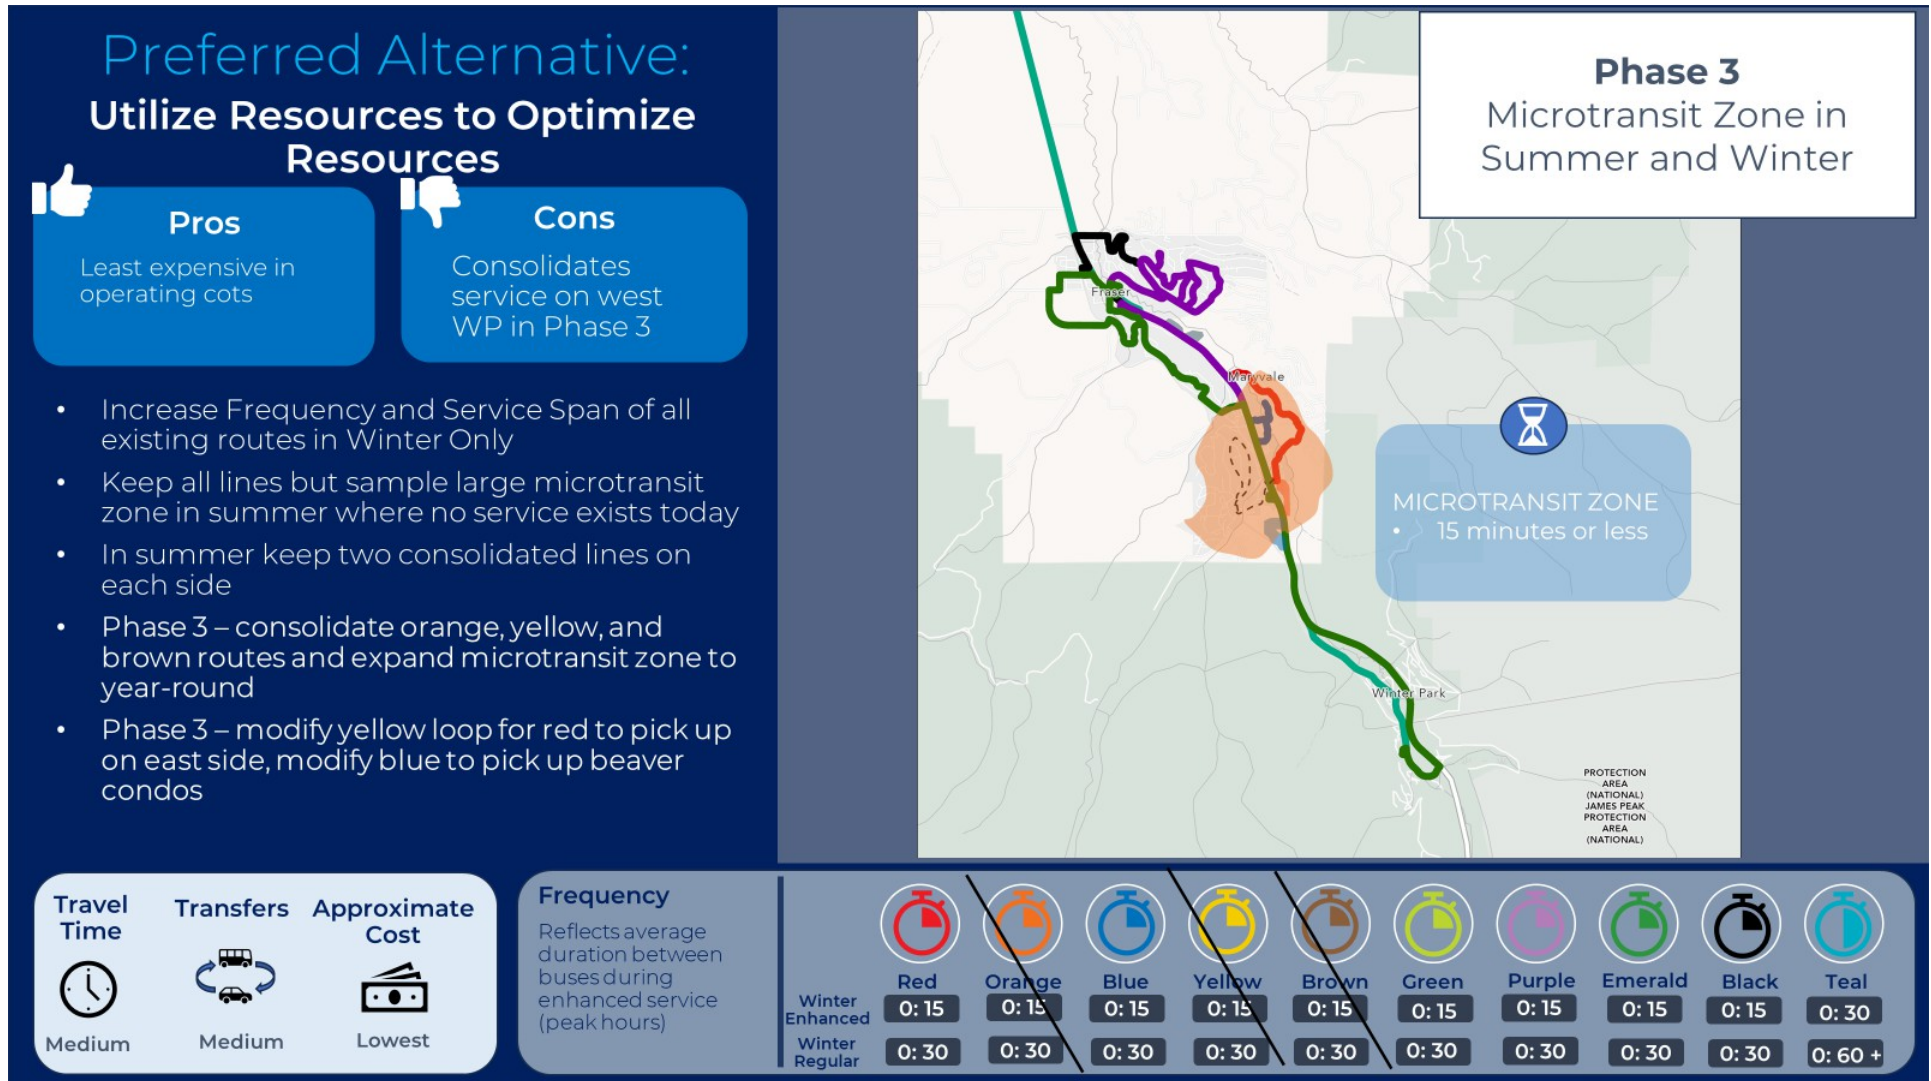 Preferred Alternative:
Utilize Resources to Optimize
Resources
Pros
Least expensive in
operating cots
Cons
Consolidates
service on west
WP in Phase 3
• Increase Frequency and Service Span of all
existing routes in Winter Only
• Keep all lines but sample large microtransit
zone in summer where no service exists today
• In summer keep two consolidated lines on
each side
• Phase 3 – consolidate orange, yellow, and
brown routes and expand microtransit zone to
year-round
• Phase 3 – modify yellow loop for red to pick up
on east side, modify blue to pick up beaver
condos
Phase 3
Microtransit Zone in
Summer and Winter
Fraser
Maryvale
Winter Park
PROTECTION
AREA
(NATIONAL)
JAMES PEAK
PROTECTION
AREA
(NATIONAL)
MICROTRANSIT ZONE
• 15 minutes or less
Travel
Time
Medium
Transfers
Medium
Approximate
Cost
Lowest
Frequency
Reflects average
duration between
buses during
enhanced service
(peak hours)
Red Orange Blue Yellow Brown Green Purple Emerald Black Teal
Winter
Enhanced
0: 15 0: 15 0: 15 0: 15 0: 15 0: 15 0: 15 0: 15 0: 15 0: 30
Winter
Regular
0: 30 0: 30 0: 30 0: 30 0: 30 0: 30 0: 30 0: 30 0: 30 0: 60 +